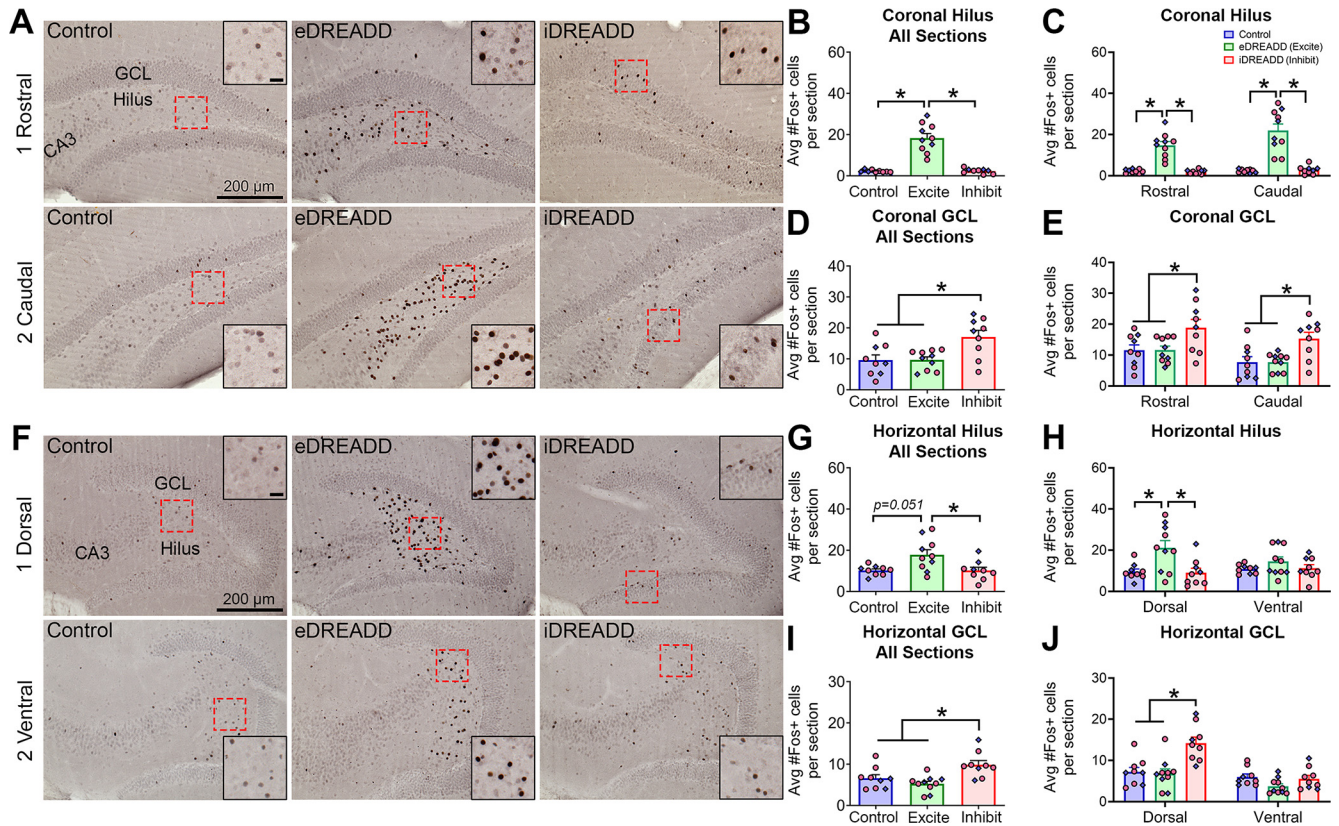 A
1 Rostral
Control
GCL
Hilus
CA3
200 µm
eDREADD
iDREADD
2 Caudal
Control
eDREADD
iDREADD
B
Coronal Hilus
All Sections
Avg #Fos+ cells
per section
60
40
20
0
*
*
Control
Excite
Inhibit
C
Coronal Hilus
Control
eDREADD (Excite)
iDREADD (Inhibit)
Avg #Fos+ cells
per section
60
40
20
0
* *
* *
Rostral
Caudal
D
Coronal GCL
All Sections
Avg #Fos+ cells
per section
40
30
20
10
0
*
Control
Excite
Inhibit
E
Coronal GCL
Avg #Fos+ cells
per section
40
30
20
10
0
*
*
Rostral
Caudal
F
1 Dorsal
Control
GCL
CA3
Hilus
200 µm
eDREADD
iDREADD
2 Ventral
Control
eDREADD
iDREADD
G
Horizontal Hilus
All Sections
Avg #Fos+ cells
per section
60
40
20
0
p=0.051
*
Control
Excite
Inhibit
H
Horizontal Hilus
Avg #Fos+ cells
per section
60
40
20
0
* *
Dorsal
Ventral
I
Horizontal GCL
All Sections
Avg #Fos+ cells
per section
30
20
10
0
*
Control
Excite
Inhibit
J
Horizontal GCL
Avg #Fos+ cells
per section
30
20
10
0
*
Dorsal
Ventral